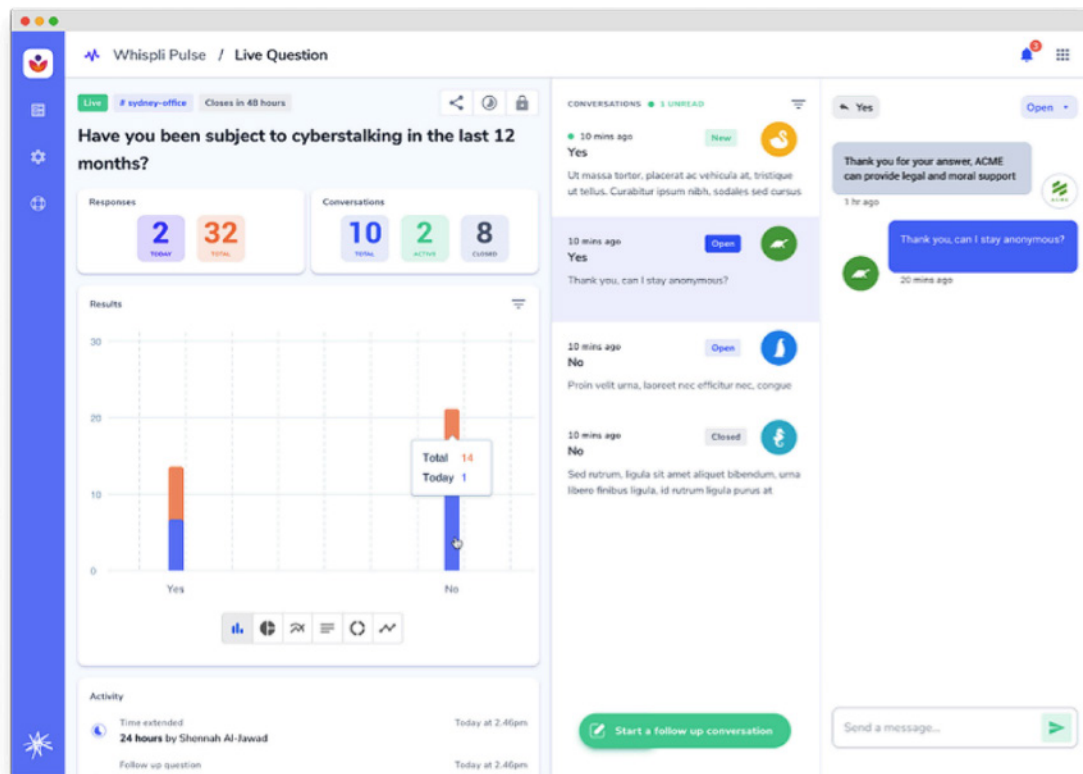 Whispli Pulse / Live Question
3
Live # sydney-office Closes in 48 hours
Have you been subject to cyberstalking in the last 12
months?
Responses
2 32
TODAY TOTAL
Conversations
10 2 8
TOTAL ACTIVE CLOSED
Results
30
20
10
0
Total 14
Today 1
Yes No
Activity
Time extended Today at 2.46pm
24 hours by Shennah Al-Jawad
Follow up question Today at 2.46pm
CONVERSATIONS 5 UNREAD
10 mins ago New
Yes
Ut massa tortor, placerat ac vehicula at, tristique
ut tellus. Curabitur ipsum nibh, sodales sed cursus
10 mins ago Open
Yes
Thank you, can I stay anonymous?
10 mins ago Open
No
Proin velit urna, laoreet nec efficitur nec, congue
10 mins ago Closed
No
Sed rutrum, ligula sit amet aliquet bibendum, urna
libero finibus ligula, id rutrum ligula purus at
Start a follow up conversation
Yes Open
Thank you for your answer, ACME
can provide legal and moral support
ACME
1 hr ago
Thank you, can I stay anonymous?
20 mins ago
Send a message...